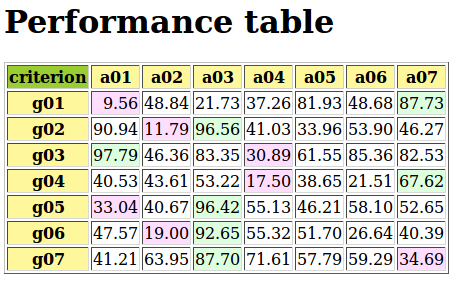 Performance table
criterion a01 a02 a03 a04 a05 a06 a07
g01 9.56 48.84 21.73 37.26 81.93 48.68 87.73
g02 90.94 11.79 96.56 41.03 33.96 53.90 46.27
g03 97.79 46.36 83.35 30.89 61.55 85.36 82.53
g04 40.53 43.61 53.22 17.50 38.65 21.51 67.62
g05 33.04 40.67 96.42 55.13 46.21 58.10 52.65
g06 47.57 19.00 92.65 55.32 51.70 26.64 40.39
g07 41.21 63.95 87.70 71.61 57.79 59.29 34.69